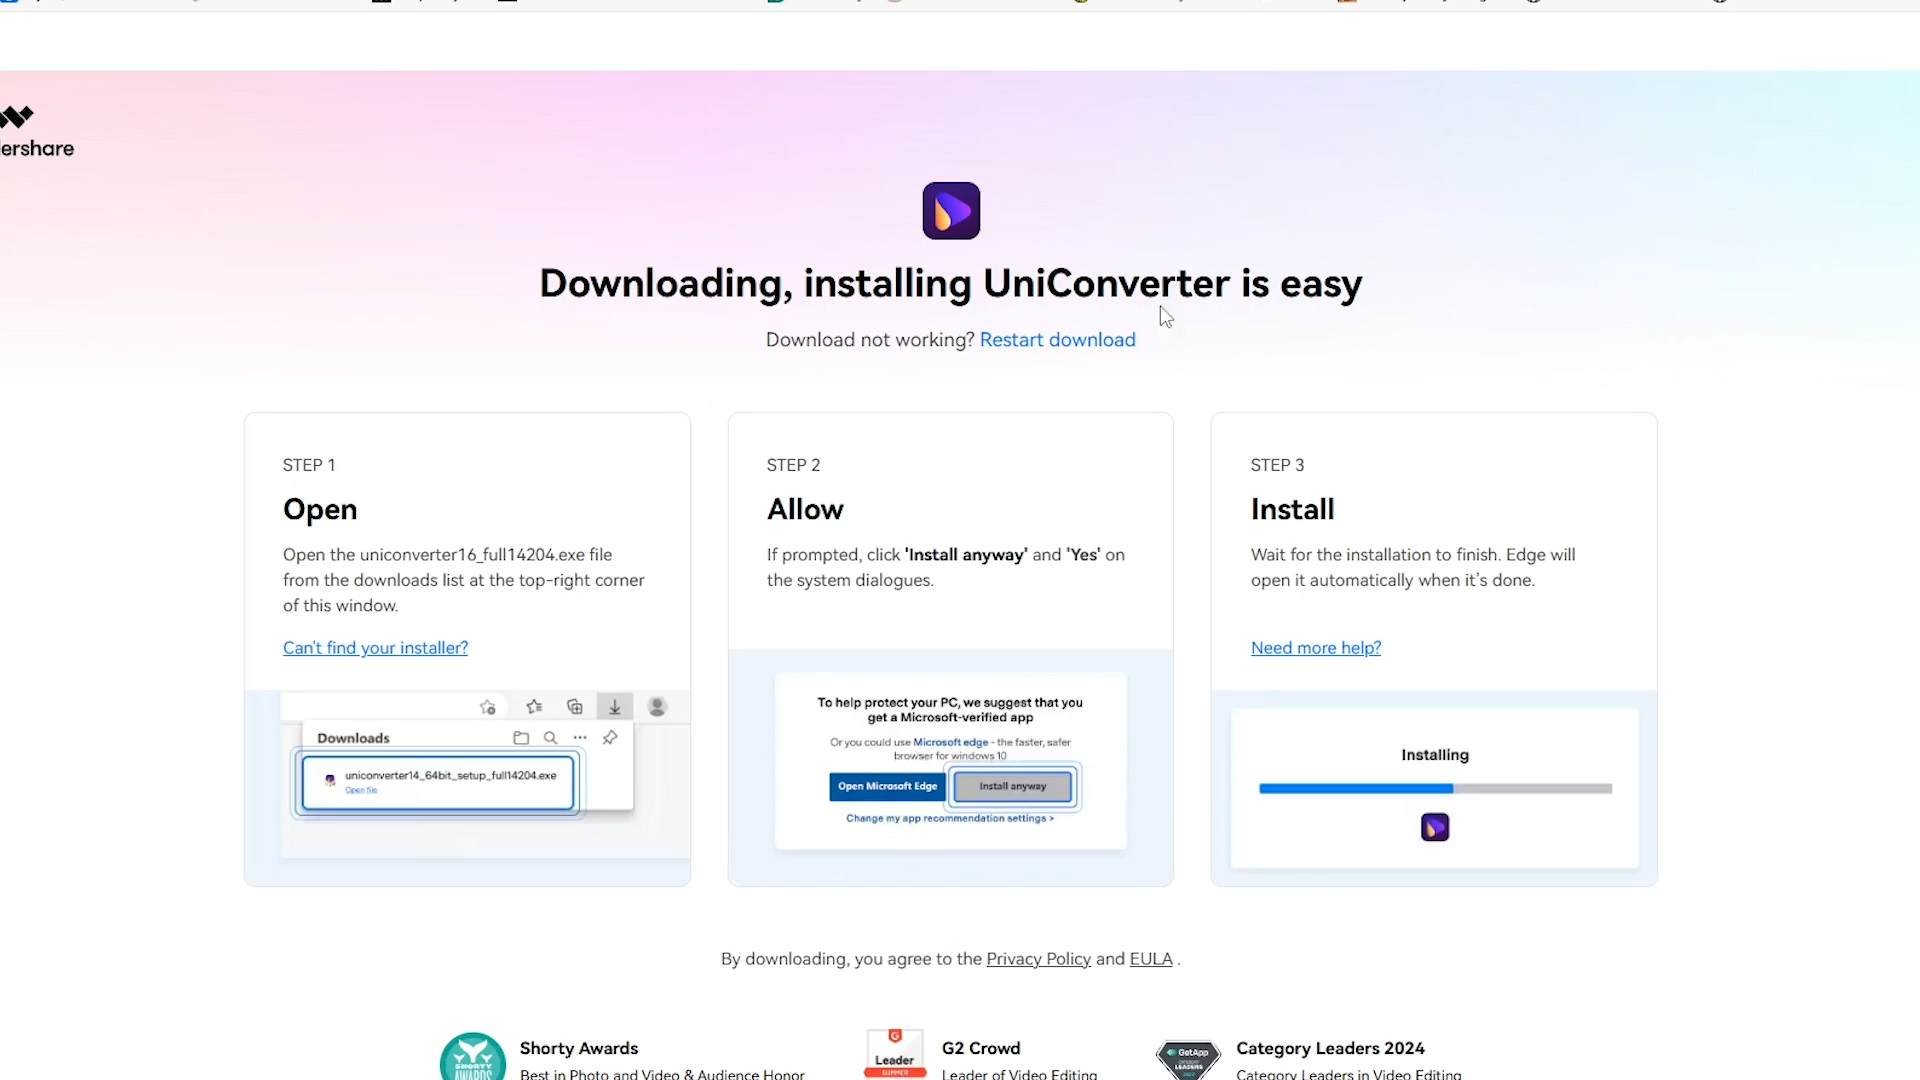 ershare
Downloading, installing UniConverter is easy
Download not working? Restart download
STEP 1
Open
Open the uniconverter16_full14204.exe file
from the downloads list at the top-right corner
of this window.
Can't find your installer?
Downloads
uniconverter14_64bit_setup_full14204.exe
Open file
STEP 2
Allow
If prompted, click 'Install anyway' and 'Yes' on
the system dialogues.
To help protect your PC, we suggest that you
get a Microsoft-verified app
Or you could use Microsoft edge - the faster, safer
browser for windows 10
Open Microsoft Edge
Install anyway
Change my app recommendation settings >
STEP 3
Install
Wait for the installation to finish. Edge will
open it automatically when it's done.
Need more help?
Installing
By downloading, you agree to the Privacy Policy and EULA .
SHORTY
AWARDS
Shorty Awards
Best in Photo and Video & Audience Honor
Leader
SUMMER
G2 Crowd
Leader of Video Editing
GetApp
LEADERS
Category Leaders 2024
Category Leaders in Video Editing